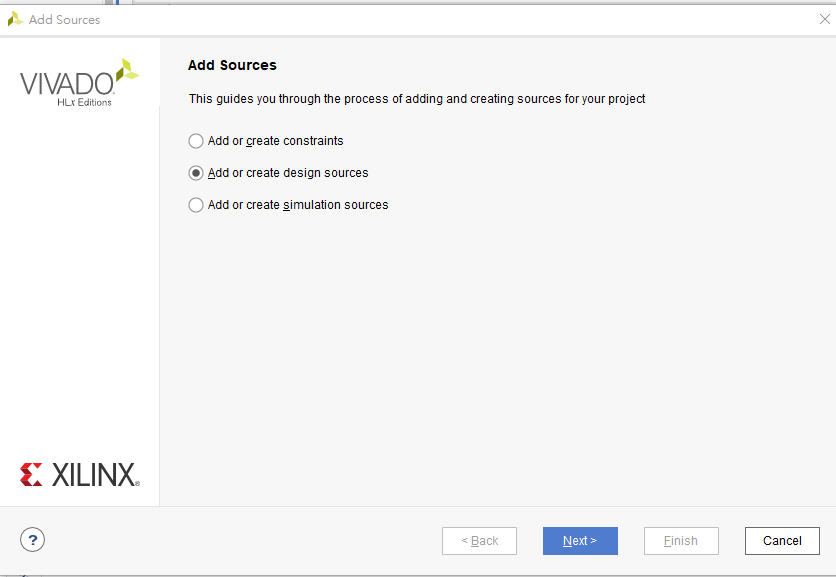 Add Sources
VIVADO.
HLx Editions
Add Sources
This guides you through the process of adding and creating sources for your project
Add or create constraints
Add or create design sources
Add or create simulation sources
XILINX®
?
< Back
Next >
Finish
Cancel